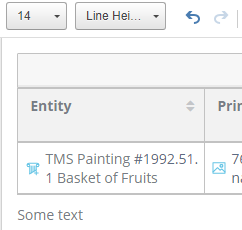 14 Line Hei...
Entity Prin
TMS Painting #1992.51. 76
1 Basket of Fruits na
Some text